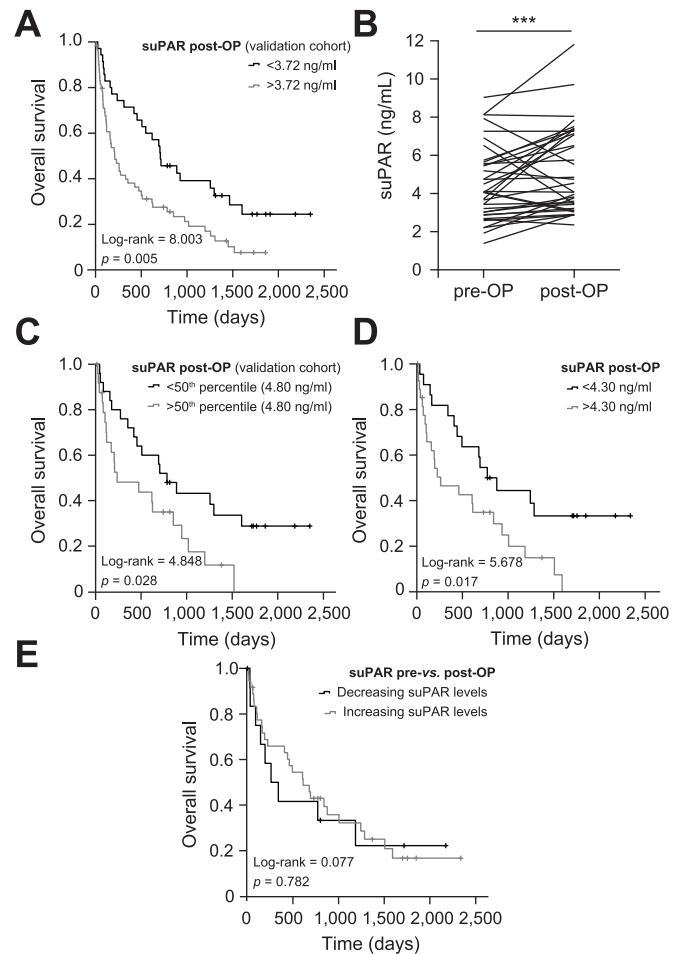 A
suPAR post-OP (validation cohort)
<3.72 ng/ml
>3.72 ng/ml
Overall survival
1.0
0.8
0.6
0.4
0.2
0
Log-rank = 8.003
p = 0.005
0 500 1,000 1,500 2,000 2,500
Time (days)
B
***
suPAR (ng/mL)
12
10
8
6
4
2
0
pre-OP post-OP
C
suPAR post-OP (validation cohort)
<50th percentile (4.80 ng/ml)
>50th percentile (4.80 ng/ml)
Overall survival
1.0
0.8
0.6
0.4
0.2
0
Log-rank = 4.848
p = 0.028
0 500 1,000 1,500 2,000 2,500
Time (days)
D
suPAR post-OP
<4.30 ng/ml
>4.30 ng/ml
Overall survival
1.0
0.8
0.6
0.4
0.2
0
Log-rank = 5.678
p = 0.017
0 500 1,000 1,500 2,000 2,500
Time (days)
E
suPAR pre-vs. post-OP
Decreasing suPAR levels
Increasing suPAR levels
Overall survival
1.0
0.8
0.6
0.4
0.2
0
Log-rank = 0.077
p = 0.782
0 500 1,000 1,500 2,000 2,500
Time (days)